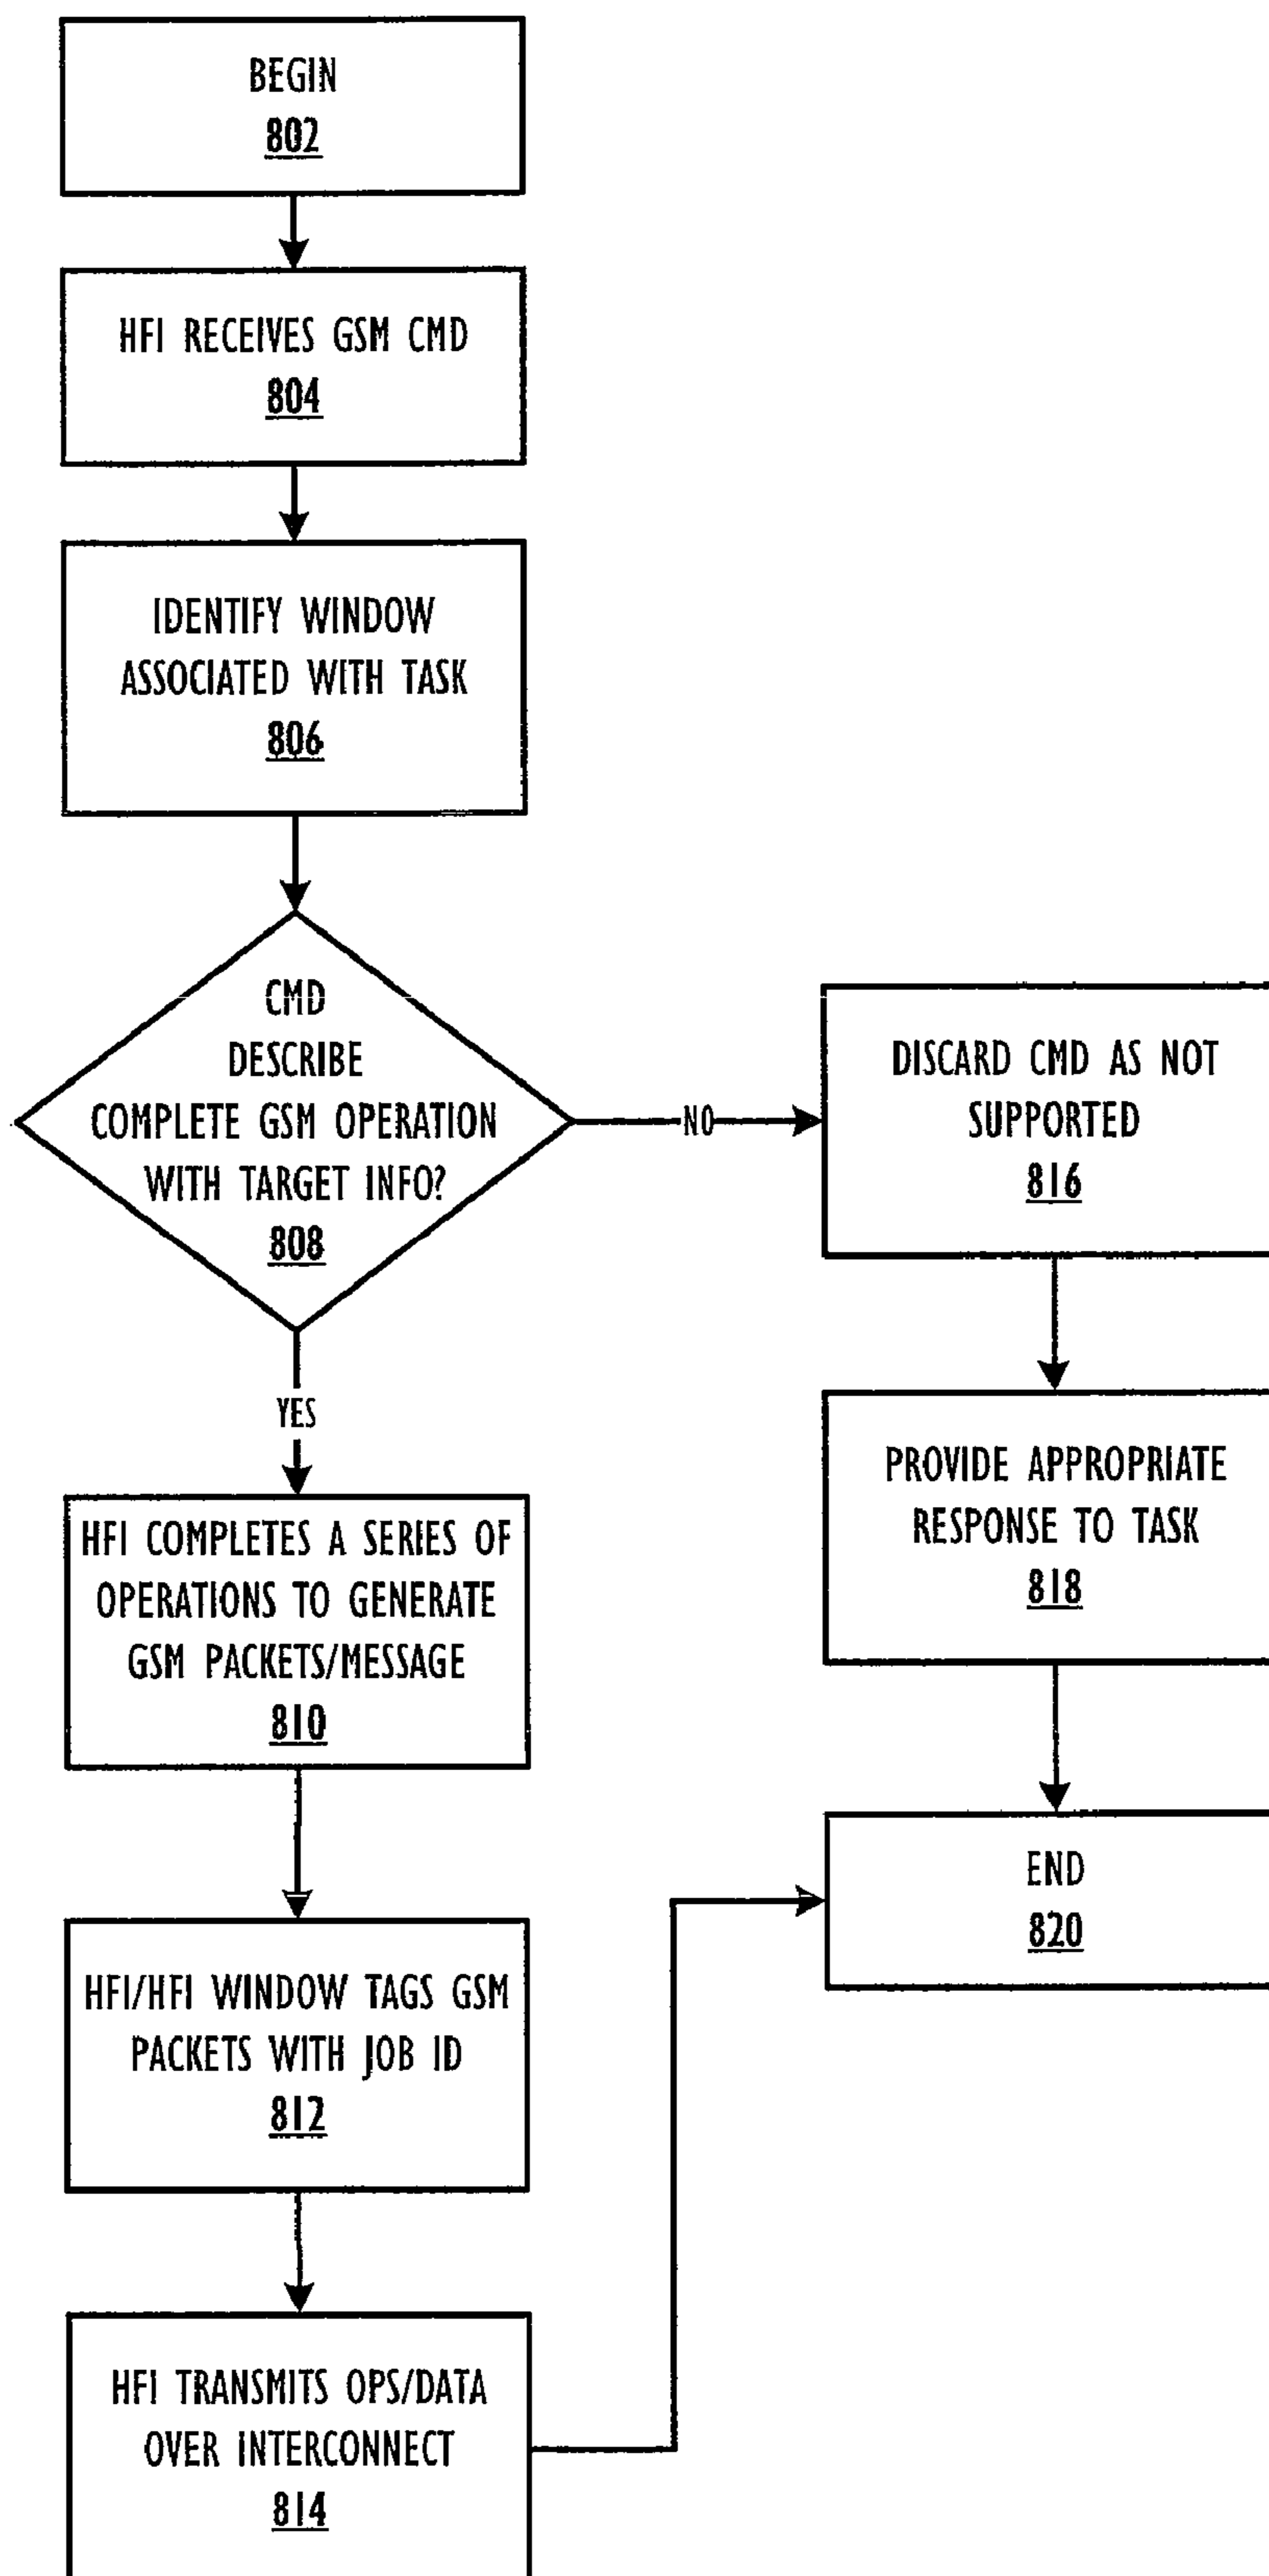 BEGIN
802
HFI RECEIVES GSM CMD
804
IDENTIFY WINDOW
ASSOCIATED WITH TASK
806
CMD
DESCRIBE
COMPLETE GSM OPERATION
WITH TARGET INFO?
808
NO
DISCARD CMD AS NOT
SUPPORTED
816
YES
PROVIDE APPROPRIATE
RESPONSE TO TASK
818
HFI COMPLETES A SERIES OF
OPERATIONS TO GENERATE
GSM PACKETS/MESSAGE
810
END
820
HFI/HFI WINDOW TAGS GSM
PACKETS WITH JOB ID
812
HFI TRANSMITS OPS/DATA
OVER INTERCONNECT
814